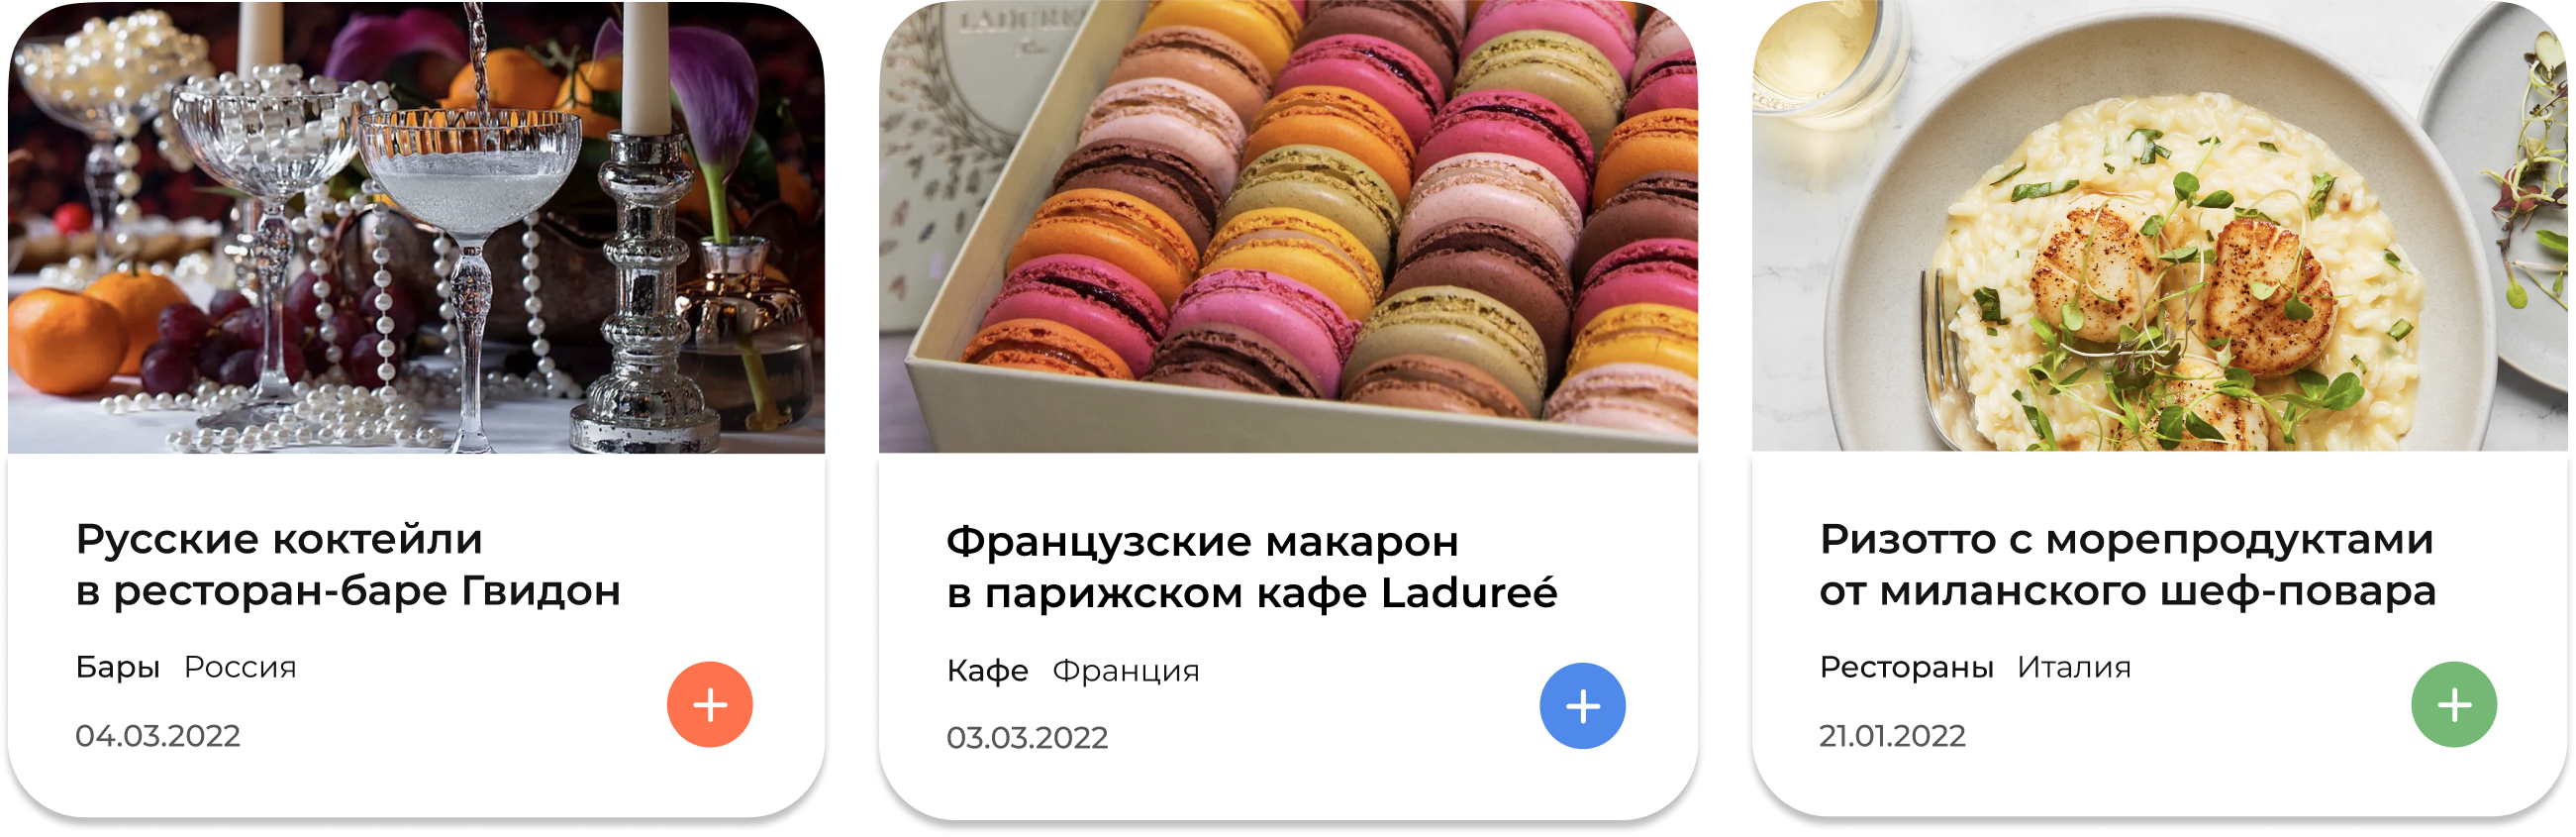 Русские коктейли
в ресторан-баре Гвидон
Бары Россия
04.03.2022
Французские макарон
в парижском кафе Ladureé
Кафе Франция
03.03.2022
Ризотто с морепродуктами
от миланского шеф-повара
Рестораны Италия
21.01.2022